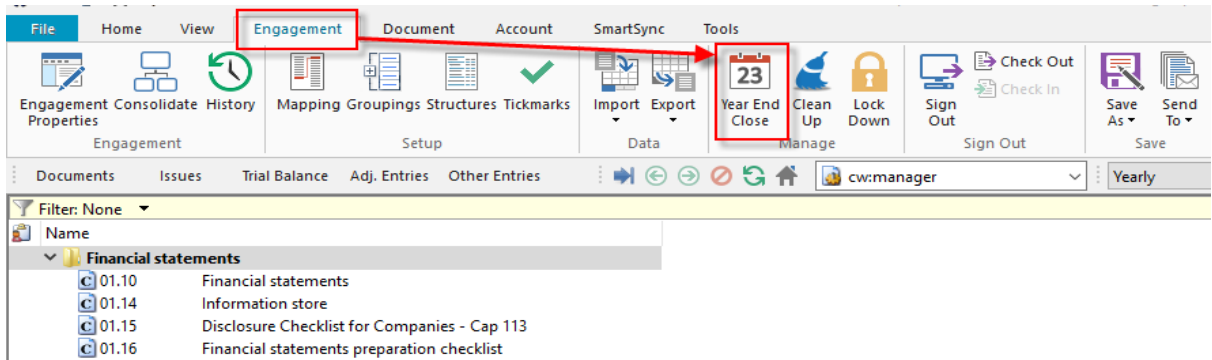 File Home View Engagement Document Account SmartSync Tools
23
Engagement Properties Consolidate History Mapping Groupings Structures Tickmarks Import Export Year End Close Clean Up Lock Down Sign Out Check Out Check In Save As Send To
Engagement Setup Data Manage Sign Out Save
Documents Issues Trial Balance Adj. Entries Other Entries cw:manager Yearly
Filter: None
Name
Financial statements
01.10 Financial statements
01.14 Information store
01.15 Disclosure Checklist for Companies - Cap 113
01.16 Financial statements preparation checklist